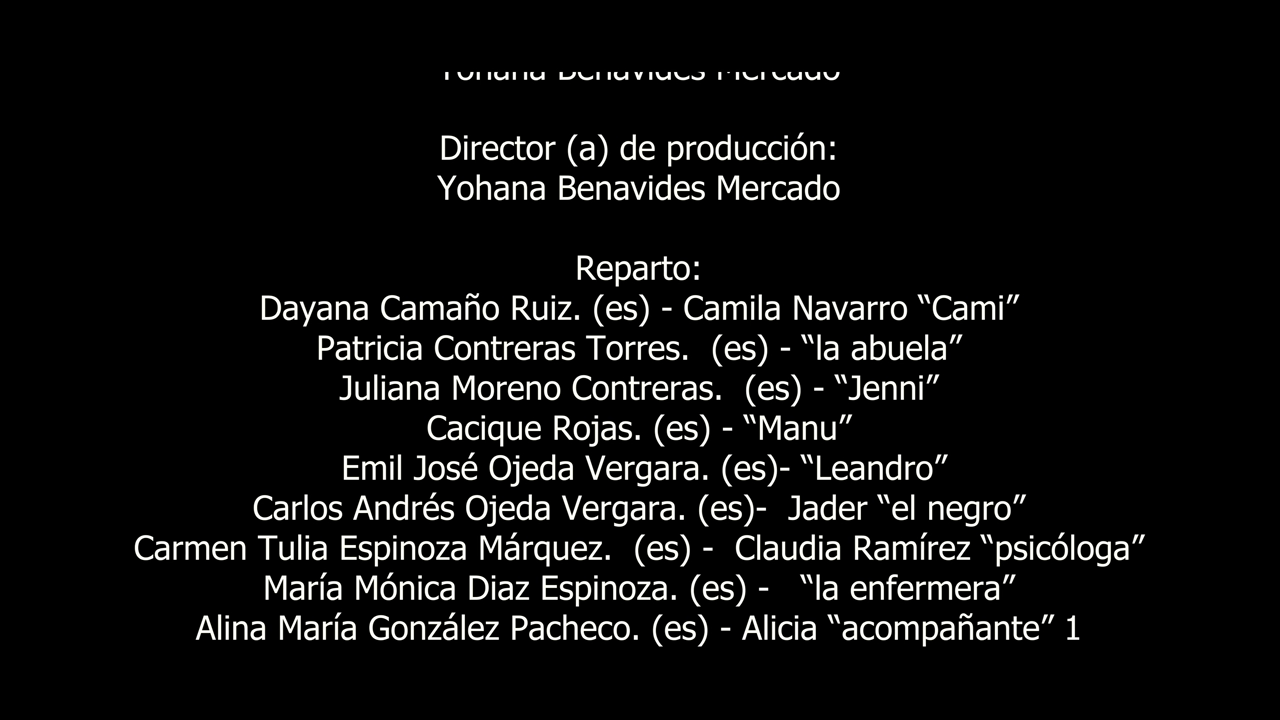 Yohana Benavides Mercado
Director (a) de producción:
Yohana Benavides Mercado
Reparto:
Dayana Camaño Ruiz. (es) - Camila Navarro “Cami”
Patricia Contreras Torres.  (es) - “la abuela”
Juliana Moreno Contreras.  (es) - “Jenni”
Cacique Rojas. (es) - “Manu”
Emil José Ojeda Vergara. (es)- “Leandro”
Carlos Andrés Ojeda Vergara. (es)-  Jader “el negro”
Carmen Tulia Espinoza Márquez.  (es) -  Claudia Ramírez “psicóloga”
María Mónica Diaz Espinoza. (es) -   “la enfermera”
Alina María González Pacheco. (es) - Alicia “acompañante” 1